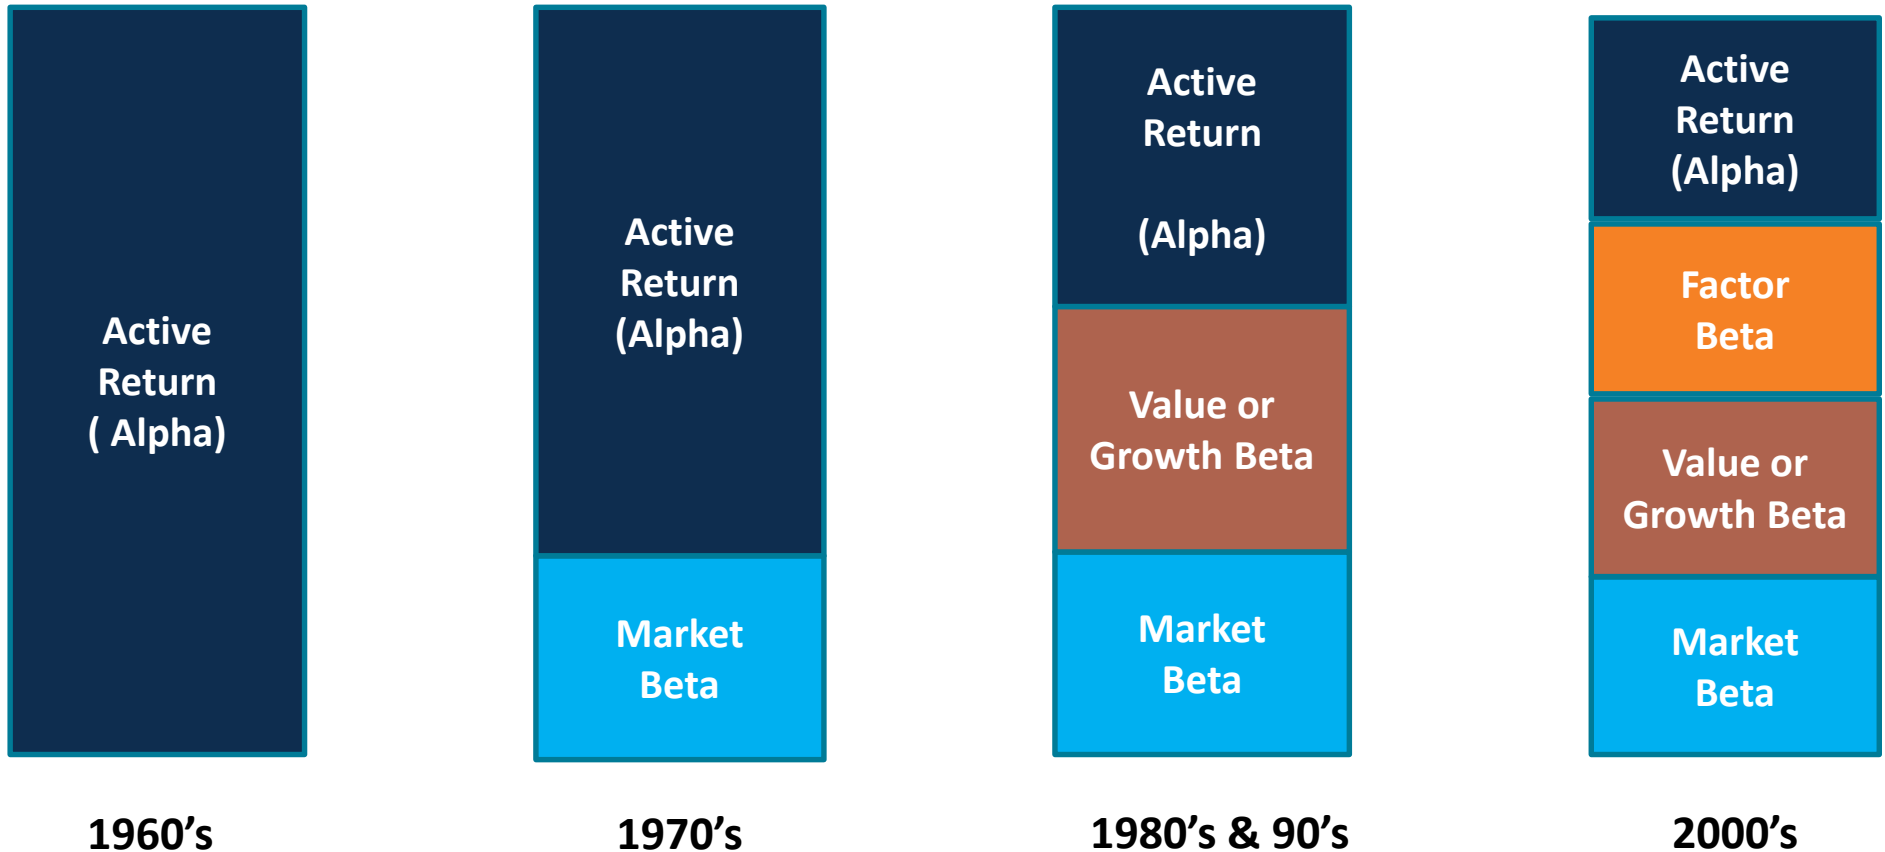 Active
Return
( Alpha)
1960’s
Active
Return
(Alpha)
Market
Beta
1970’s
Active
Return
(Alpha)
Value or
Growth Beta
Market
Beta
1980’s & 90’s
Active
Return
(Alpha)
Factor
Beta
Value or
Growth Beta
Market
Beta
2000’s